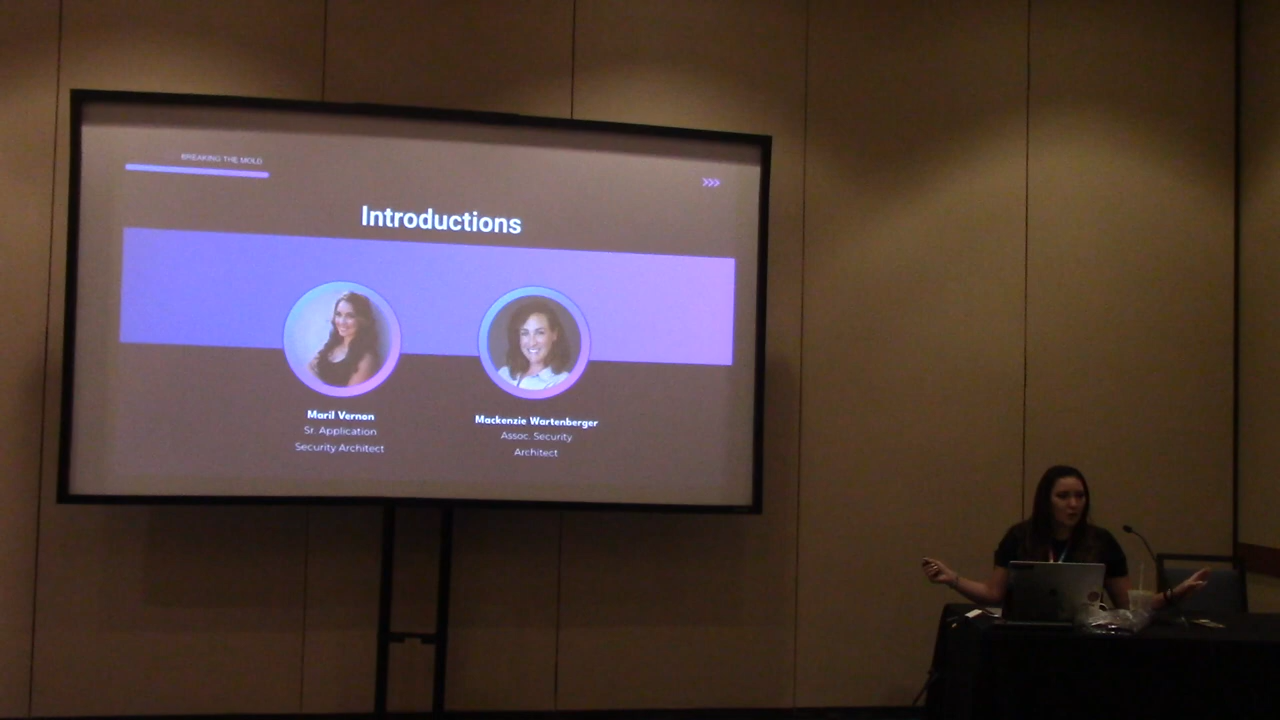 BREAKING THE MOLD
Introductions
Maril Vernon
Sr. Application
Security Architect
Mackenzie Wartenberger
Assoc. Security
Architect